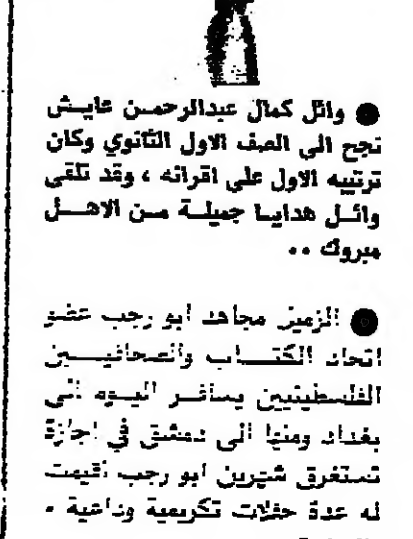 ● وائل كمال عبدالرحمن عايش
نجح الى الصف الاول الثانوي وكان
ترتيبه الاول على اقرانه ، وقد تلقى
وائل هدايا جميلة من الاهل
مبروك ..
● الزميل مجاهد ابو رجب عضو
اتحاد الكتاب والصحافيين
الفلسطينيين يسافر اليوم الى
بغداد ومنها الى دمشق في اجازة
تستغرق شهرين ابو رجب اقيمت
له عدة حفلات تكريمية وداعية .